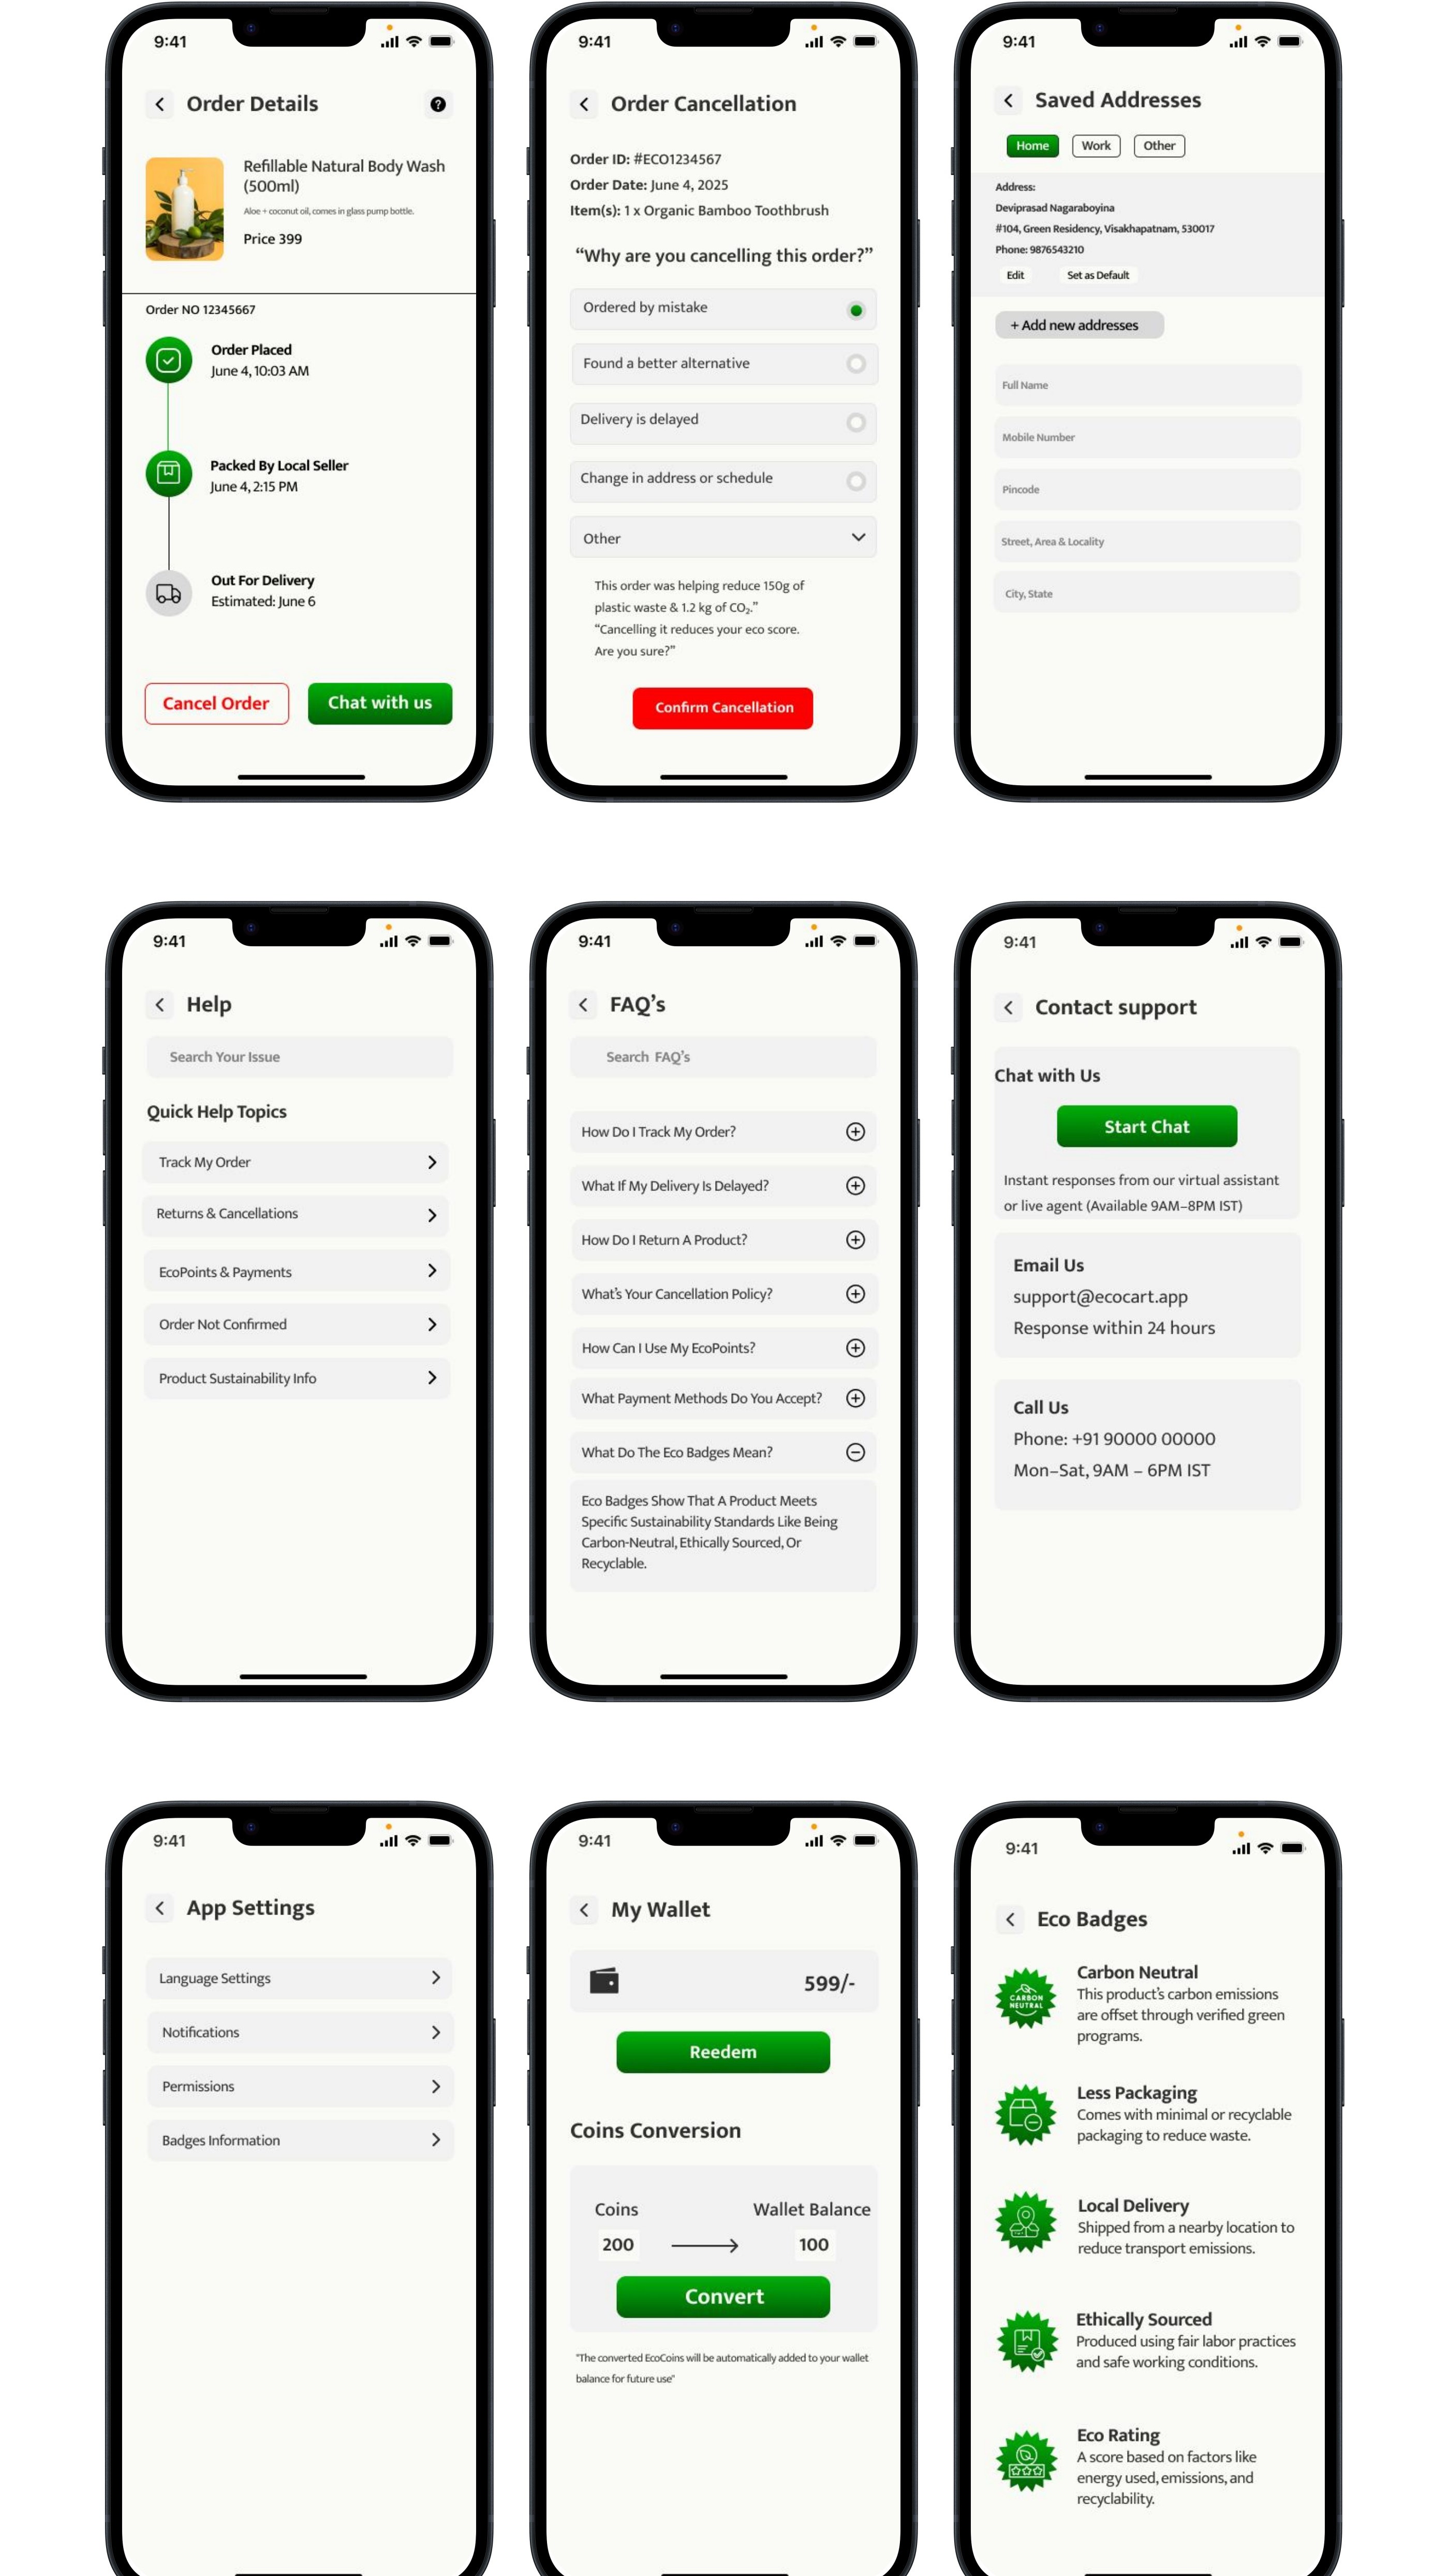 9:41
Order Details
Refillable Natural Body Wash
(500ml)
Aloe + coconut oil, comes in glass pump bottle.
Price 399
Order NO 12345667
Order Placed
June 4, 10:03 AM
Packed By Local Seller
June 4, 2:15 PM
Out For Delivery
Estimated: June 6
Cancel Order
Chat with us
9:41
Order Cancellation
Order ID: #ECO1234567
Order Date: June 4, 2025
Item(s): 1 x Organic Bamboo Toothbrush
“Why are you cancelling this order?”
Ordered by mistake
Found a better alternative
Delivery is delayed
Change in address or schedule
Other
This order was helping reduce 150g of
plastic waste & 1.2 kg of CO₂.”
“Cancelling it reduces your eco score.
Are you sure?”
Confirm Cancellation
9:41
Saved Addresses
Home
Work
Other
Address:
Deviprasad Nagaraboyina
#104, Green Residency, Visakhapatnam, 530017
Phone: 9876543210
Edit
Set as Default
+ Add new addresses
Full Name
Mobile Number
Pincode
Street, Area & Locality
City, State
9:41
Help
Search Your Issue
Quick Help Topics
Track My Order
Returns & Cancellations
EcoPoints & Payments
Order Not Confirmed
Product Sustainability Info
9:41
FAQ’s
Search FAQ’s
How Do I Track My Order?
What If My Delivery Is Delayed?
How Do I Return A Product?
What’s Your Cancellation Policy?
How Can I Use My EcoPoints?
What Payment Methods Do You Accept?
What Do The Eco Badges Mean?
Eco Badges Show That A Product Meets
Specific Sustainability Standards Like Being
Carbon-Neutral, Ethically Sourced, Or
Recyclable.
9:41
Contact support
Chat with Us
Start Chat
Instant responses from our virtual assistant
or live agent (Available 9AM–8PM IST)
Email Us
support@ecocart.app
Response within 24 hours
Call Us
Phone: +91 90000 00000
Mon–Sat, 9AM – 6PM IST
9:41
App Settings
Language Settings
Notifications
Permissions
Badges Information
9:41
My Wallet
599/-
Reedem
Coins Conversion
Coins
Wallet Balance
200
100
Convert
"The converted EcoCoins will be automatically added to your wallet
balance for future use"
9:41
Eco Badges
CARBON
NEUTRAL
Carbon Neutral
This product’s carbon emissions
are offset through verified green
programs.
Less Packaging
Comes with minimal or recyclable
packaging to reduce waste.
Local Delivery
Shipped from a nearby location to
reduce transport emissions.
Ethically Sourced
Produced using fair labor practices
and safe working conditions.
Eco Rating
A score based on factors like
energy used, emissions, and
recyclability.